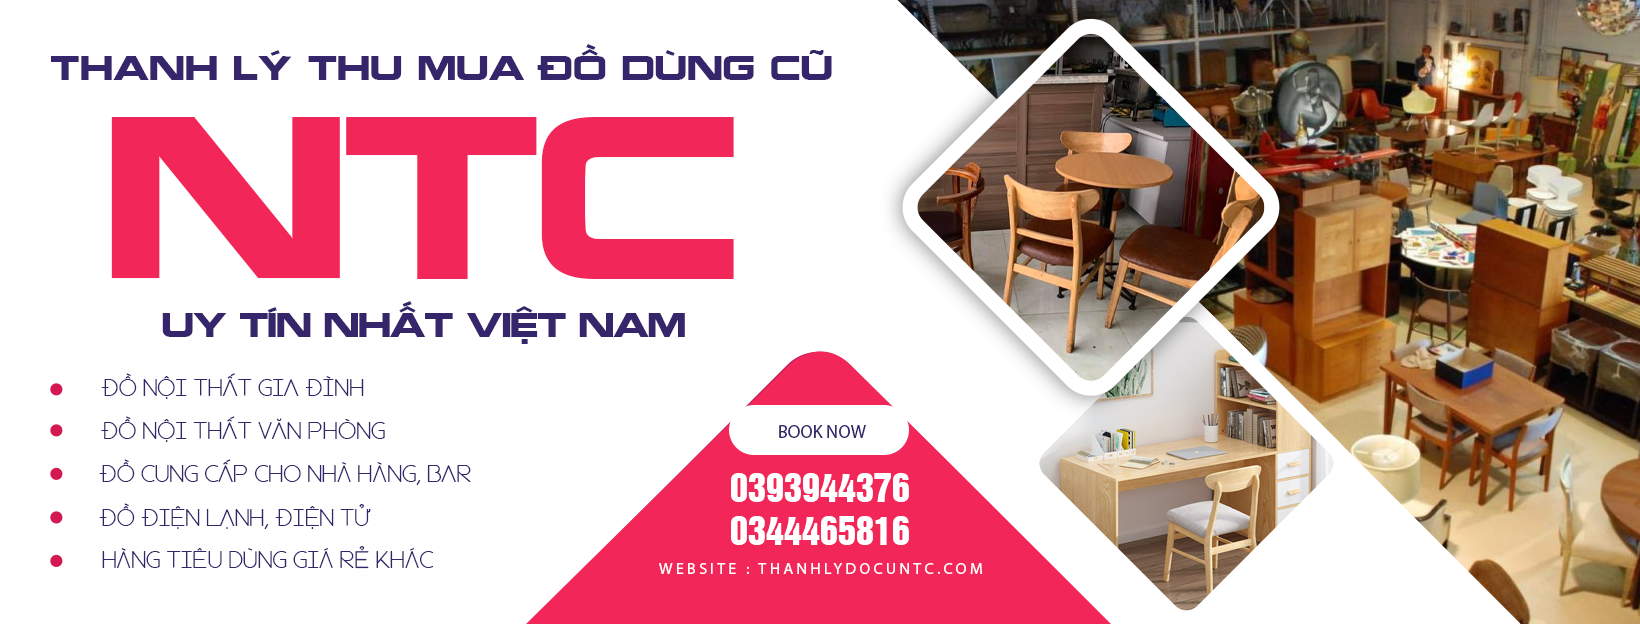 THANH LÝ THU MUA ĐỒ DÙNG CŨ
NTC
UY TÍN NHẤT VIỆT NAM
ĐỒ NỘI THẤT GIA ĐÌNH
ĐỒ NỘI THẤT VĂN PHÒNG
ĐỒ CUNG CẤP CHO NHÀ HÀNG, BAR
ĐỒ ĐIỆN LẠNH, ĐIỆN TỬ
HÀNG TIÊU DÙNG GIÁ RẺ KHÁC
BOOK NOW
0393944376
0344465816
WEBSITE : THANHLYDOCUNTC.COM